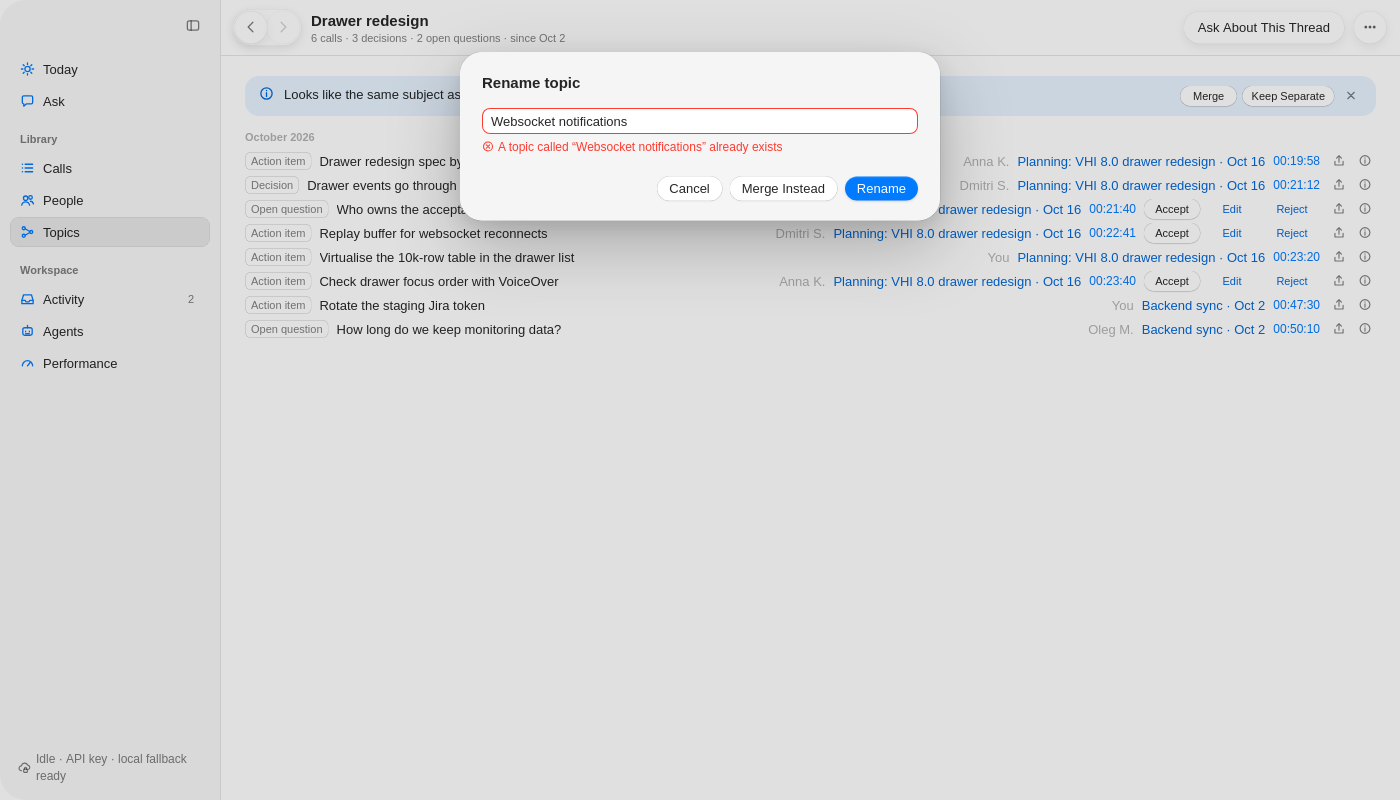 Today
Ask
Library
Calls
People
Topics
Workspace
Activity 2
Agents
Performance
Idle · API key · local fallback
ready
Drawer redesign
6 calls · 3 decisions · 2 open questions · since Oct 2
Ask About This Thread
Looks like the same subject as
Merge Keep Separate
Rename topic
Websocket notifications
A topic called “Websocket notifications” already exists
Cancel Merge Instead Rename
October 2026
Action item Drawer redesign spec by Anna K. Planning: VHI 8.0 drawer redesign · Oct 16 00:19:58
Decision Drawer events go through Dmitri S. Planning: VHI 8.0 drawer redesign · Oct 16 00:21:12
Open question Who owns the drawer redesign · Oct 16 00:21:40 Accept Edit Reject
Action item Replay buffer for websocket reconnects Dmitri S. Planning: VHI 8.0 drawer redesign · Oct 16 00:22:41 Accept Edit Reject
Action item Virtualise the 10k-row table in the drawer list You Planning: VHI 8.0 drawer redesign · Oct 16 00:23:20
Action item Check drawer focus order with VoiceOver Anna K. Planning: VHI 8.0 drawer redesign · Oct 16 00:23:40 Accept Edit Reject
Action item Rotate the staging Jira token You Backend sync · Oct 2 00:47:30
Open question How long do we keep monitoring data? Oleg M. Backend sync · Oct 2 00:50:10